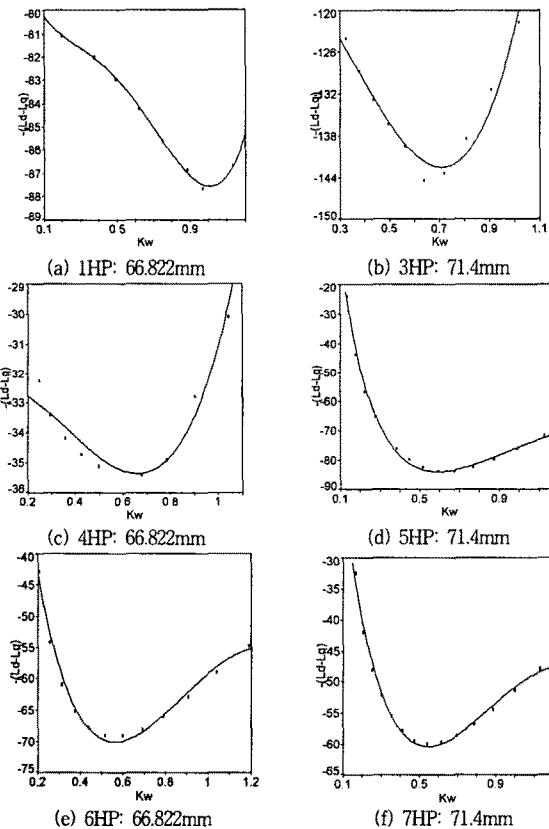 -80
-81
-82
-83
-84
-85
-86
-87
-88
-89
-(Ld-Lq)
0.1 0.5 0.9
Kw
(a) 1HP: 66.822mm
-120
-126
-132
-138
-144
-150
-(Ld-Lq)
0.3 0.5 0.7 0.9 1.1
Kw
(b) 3HP: 71.4mm
-29
-30
-31
-32
-33
-34
-35
-36
-(Ld-Lq)
0.2 0.4 0.6 0.8 1
Kw
(c) 4HP: 66.822mm
-20
-30
-40
-50
-60
-70
-80
-90
-(Ld-Lq)
0.1 0.5 0.9
Kw
(d) 5HP: 71.4mm
-40
-45
-50
-55
-60
-65
-70
-75
-(Ld-Lq)
0.2 0.4 0.6 0.8 1 1.2
Kw
(e) 6HP: 66.822mm
-30
-35
-40
-45
-50
-55
-60
-65
-(Ld-Lq)
0.1 0.5 0.9
Kw
(f) 7HP: 71.4mm